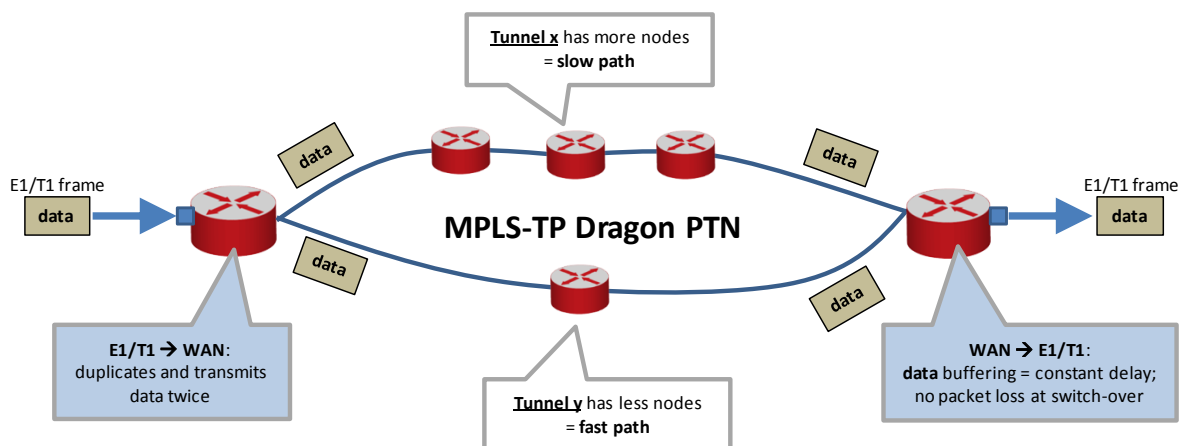 Tunnel x has more nodes
= slow path
data
data
E1/T1 frame
data
E1/T1 frame
data
MPLS-TP Dragon PTN
data
data
E1/T1 → WAN:
duplicates and transmits
data twice
WAN → E1/T1:
data buffering = constant delay;
no packet loss at switch-over
Tunnel y has less nodes
= fast path